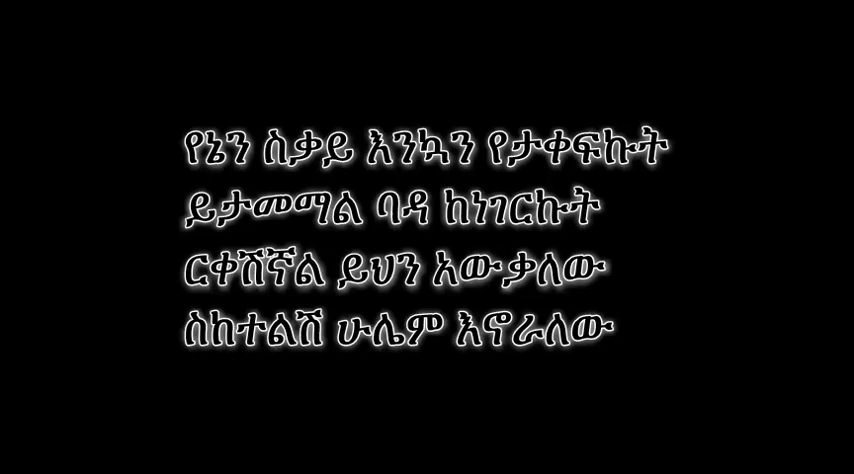 የኔን ስቃይ እንኳን የታቀፍኩት
ይታመማል ባዳ ከነገርኩት
ርቀሽኛል ይህን አውቃለው
ስከተልሽ ሁሌም እኖራለው